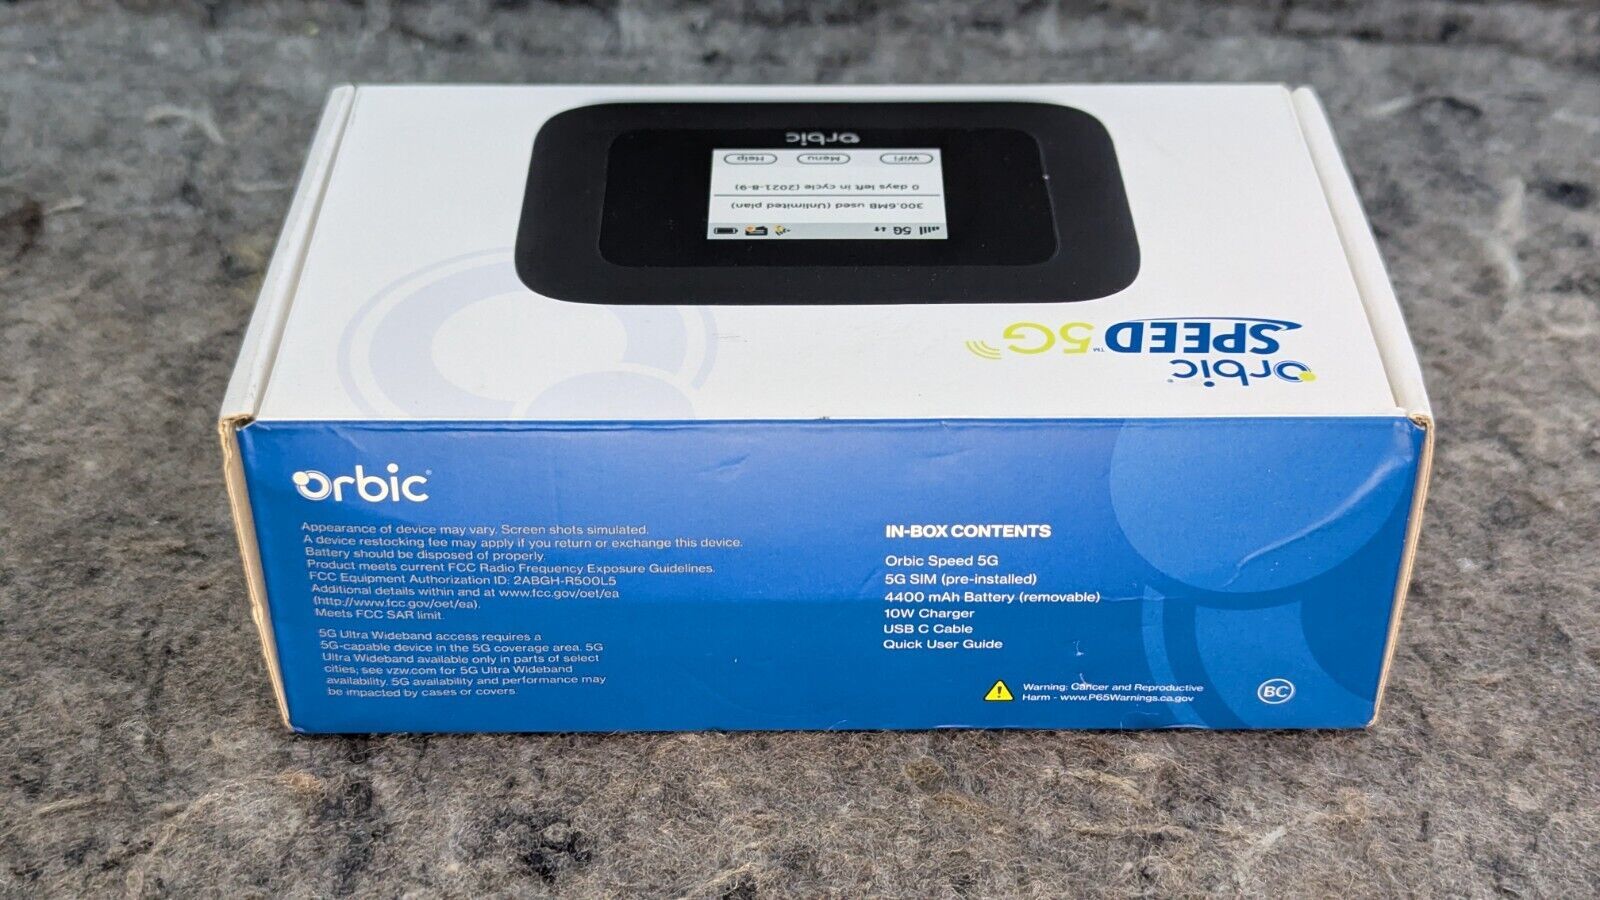 Orbic
WiFi Menu Help
0 days left in cycle (2021-8-9)
300.6MB used (Unlimited plan)
5G
Orbic®
SPEED™ 5G
Orbic®
Appearance of device may vary. Screen shots simulated.
A device restocking fee may apply if you return or exchange this device.
Battery should be disposed of properly.
Product meets current FCC Radio Frequency Exposure Guidelines.
FCC Equipment Authorization ID: 2ABGH-R500L5
Additional details within and at www.fcc.gov/oet/ea
(http://www.fcc.gov/oet/ea).
Meets FCC SAR limit.
5G Ultra Wideband access requires a
5G-capable device in the 5G coverage area. 5G
Ultra Wideband available only in parts of select
cities; see vzw.com for 5G Ultra Wideband
availability. 5G availability and performance may
be impacted by cases or covers.
IN-BOX CONTENTS
Orbic Speed 5G
5G SIM (pre-installed)
4400 mAh Battery (removable)
10W Charger
USB C Cable
Quick User Guide
Warning: Cancer and Reproductive
Harm - www.P65Warnings.ca.gov
BC